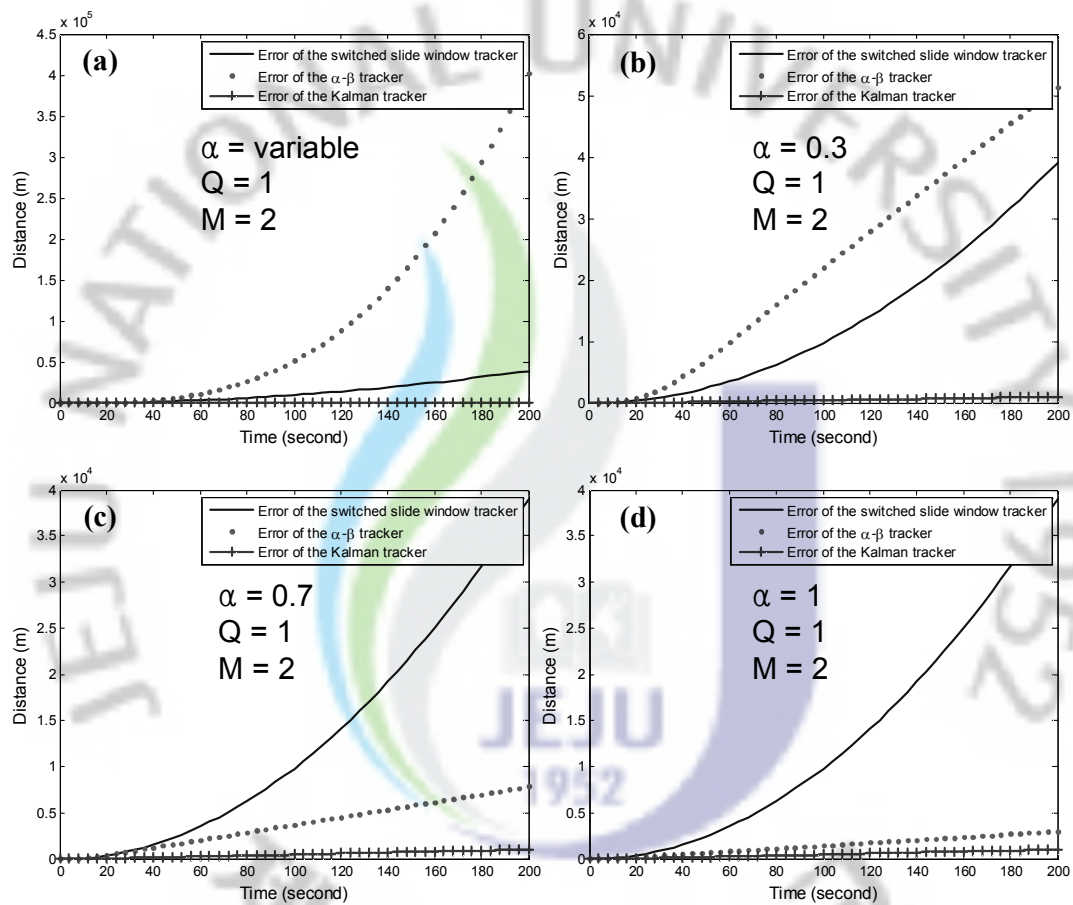 x 10⁵
(a)
Error of the switched slide window tracker
Error of the α-β tracker
Error of the Kalman tracker
α = variable
Q = 1
M = 2
Distance (m)
4.5
4
3.5
3
2.5
2
1.5
1
0.5
0
0 20 40 60 80 100 120 140 160 180 200
Time (second)
x 10⁴
(b)
Error of the switched slide window tracker
Error of the α-β tracker
Error of the Kalman tracker
α = 0.3
Q = 1
M = 2
Distance (m)
6
5
4
3
2
1
0
0 20 40 60 80 100 120 140 160 180 200
Time (second)
x 10⁴
(c)
Error of the switched slide window tracker
Error of the α-β tracker
Error of the Kalman tracker
α = 0.7
Q = 1
M = 2
Distance (m)
4
3.5
3
2.5
2
1.5
1
0.5
0
0 20 40 60 80 100 120 140 160 180 200
Time (second)
x 10⁴
(d)
Error of the switched slide window tracker
Error of the α-β tracker
Error of the Kalman tracker
α = 1
Q = 1
M = 2
Distance (m)
4
3.5
3
2.5
2
1.5
1
0.5
0
0 20 40 60 80 100 120 140 160 180 200
Time (second)
JEJU NATIONAL UNIVERSITY 1952
JEJU
1952